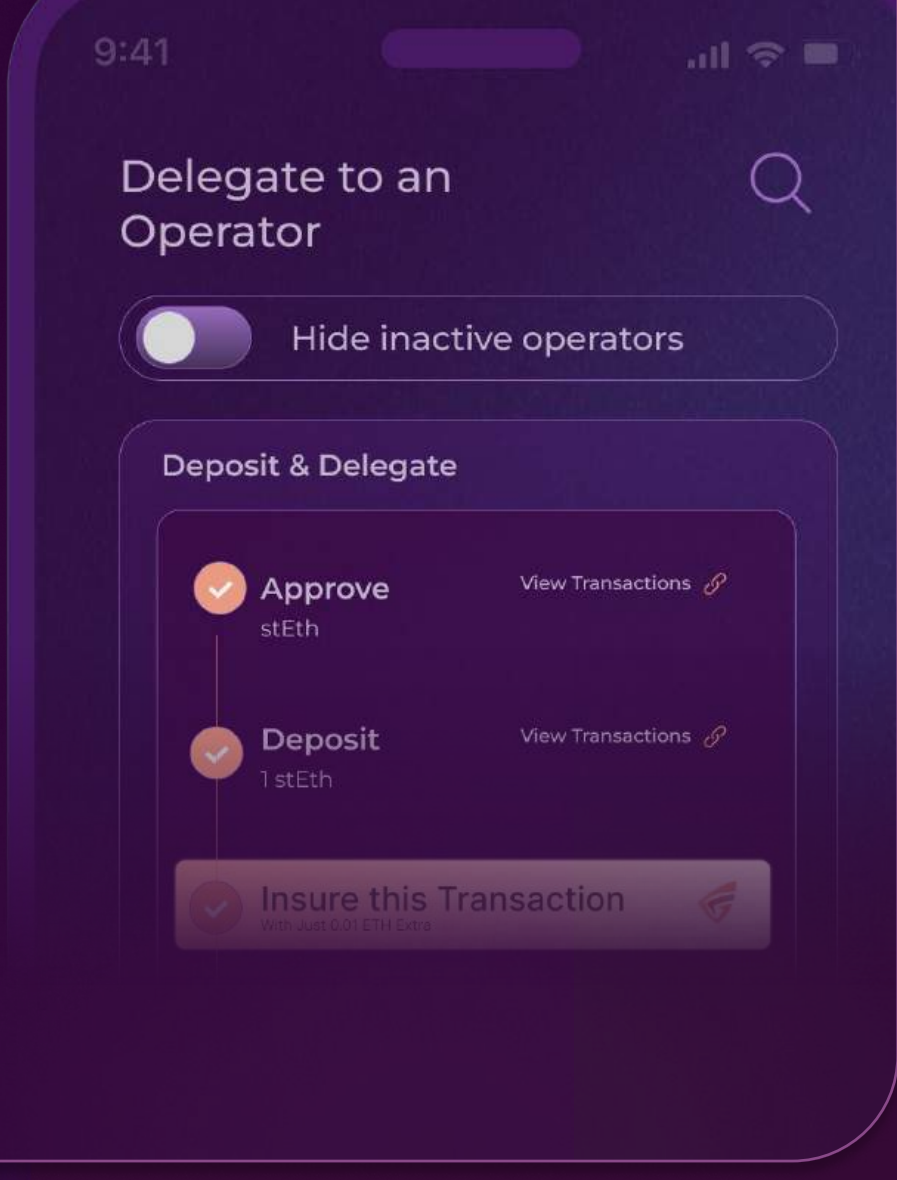 9:41
Delegate to an
Operator
Hide inactive operators
Deposit & Delegate
Approve
View Transactions
stEth
Deposit
View Transactions
1 stEth
Insure this Transaction
With Just 0.01 ETH Extra